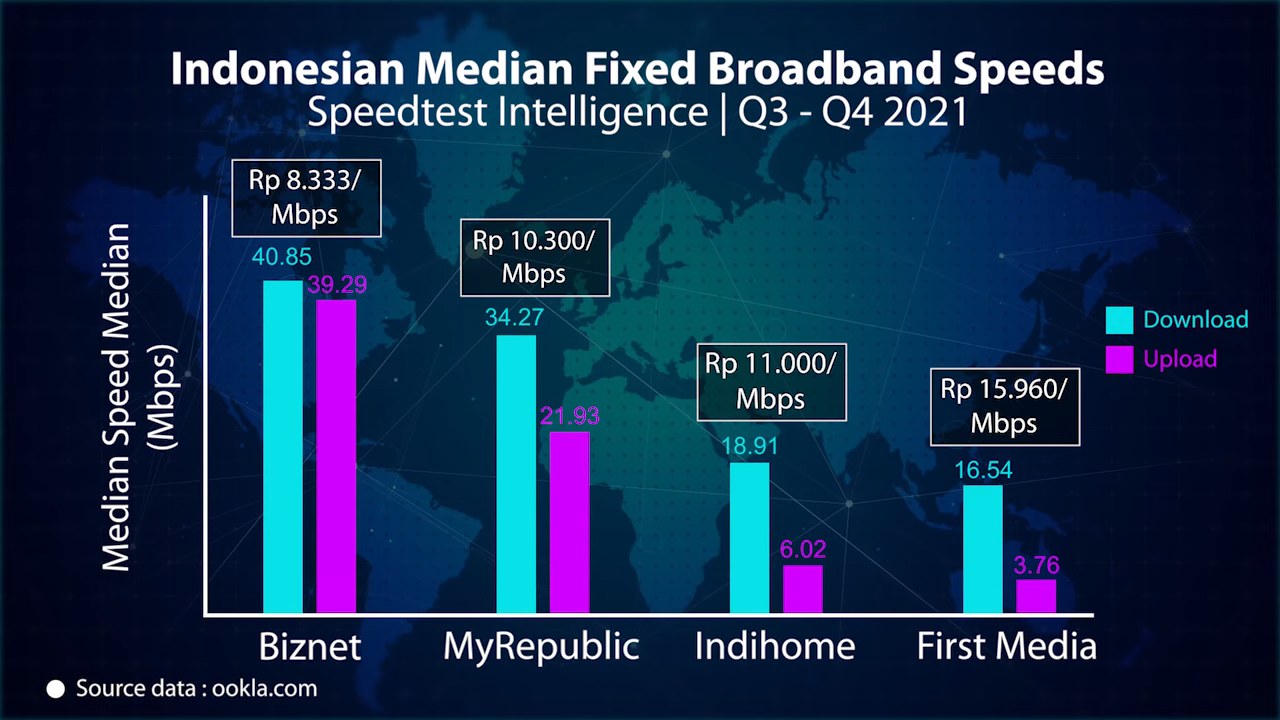 Indonesian Median Fixed Broadband Speeds
Speedtest Intelligence | Q3 - Q4 2021
Median Speed Median
(Mbps)
Rp 8.333/
Mbps
40.85
39.29
Rp 10.300/
Mbps
34.27
21.93
Rp 11.000/
Mbps
18.91
6.02
Rp 15.960/
Mbps
16.54
3.76
Download
Upload
Biznet
MyRepublic
Indihome
First Media
Source data : ookla.com